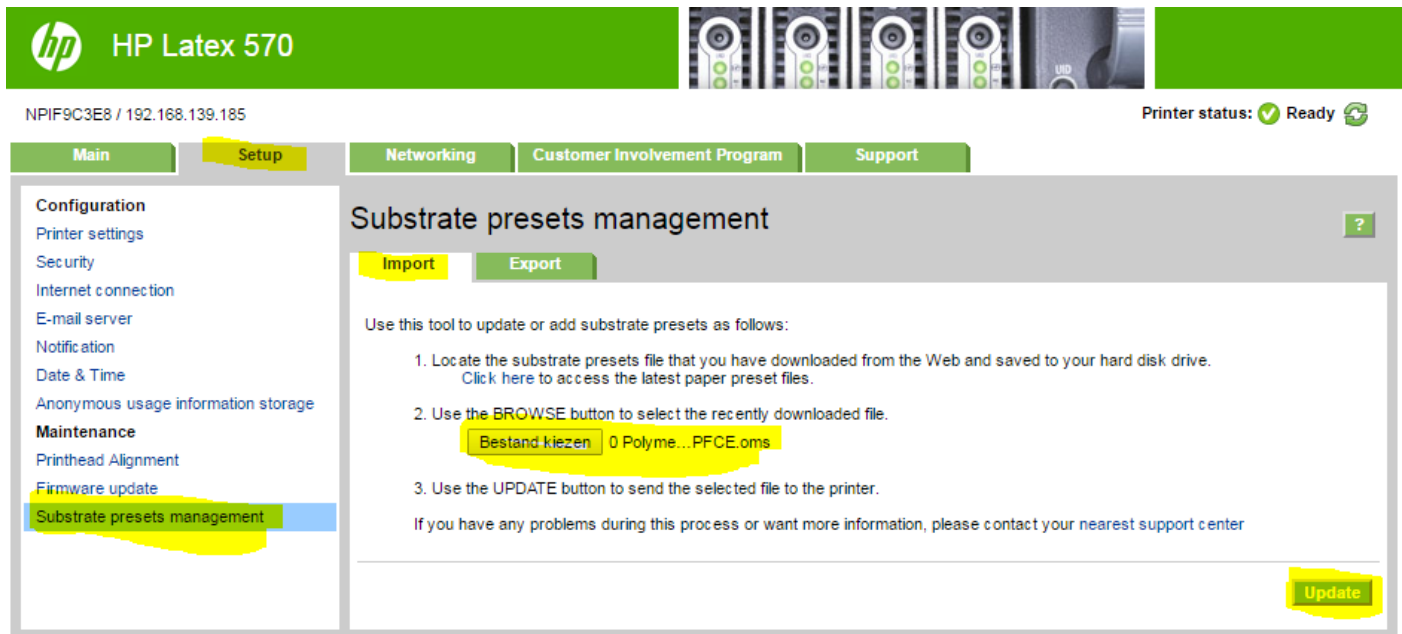 hp HP Latex 570
UID
NPIF9C3E8 / 192.168.139.185
Printer status: Ready
Main Setup Networking Customer Involvement Program Support
Configuration
Printer settings
Security
Internet connection
E-mail server
Notification
Date & Time
Anonymous usage information storage
Maintenance
Printhead Alignment
Firmware update
Substrate presets management
Substrate presets management
?
Import Export
Use this tool to update or add substrate presets as follows:
1. Locate the substrate presets file that you have downloaded from the Web and saved to your hard disk drive.
Click here to access the latest paper preset files.
2. Use the BROWSE button to select the recently downloaded file.
Bestand kiezen 0 Polyme...PFCE.oms
3. Use the UPDATE button to send the selected file to the printer.
If you have any problems during this process or want more information, please contact your nearest support center
Update